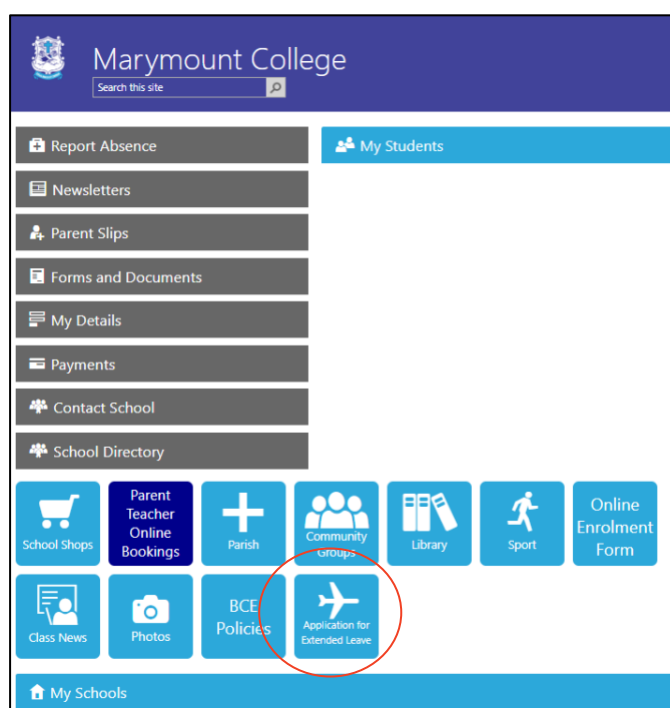 Marymount College
Search this site
Report Absence
My Students
Newsletters
Parent Slips
Forms and Documents
My Details
Payments
Contact School
School Directory
School Shops
Parent
Teacher
Online
Bookings
Parish
Community
Groups
Library
Sport
Online
Enrolment
Form
Class News
Photos
BCE
Policies
Application for
Extended Leave
My Schools